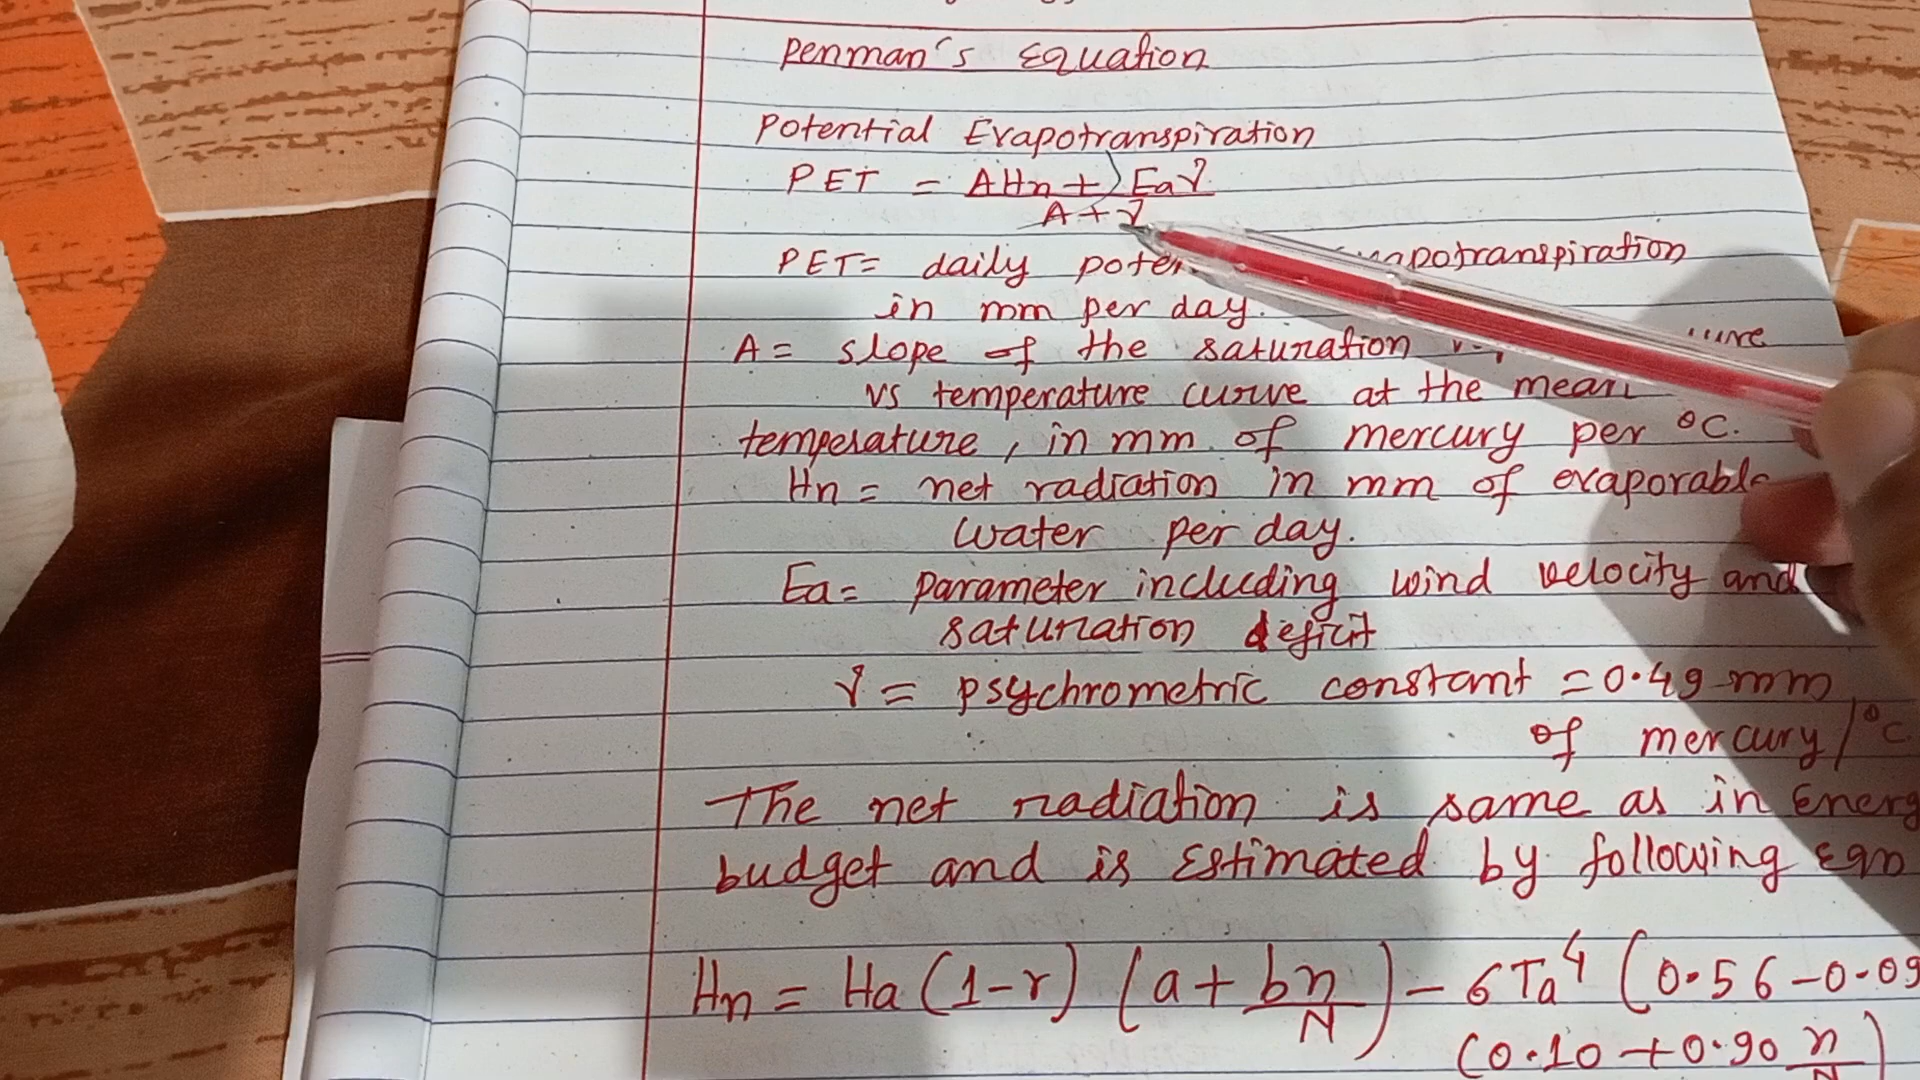 Penman's Equation
Potential Evapotranspiration
PET = AHn + Eaγ
A + γ
PET = daily
in mm per day.
A = slope of the saturation
vs temperature curve at the mean
temperature, in mm of mercury per °C.
Hn = net radiation in mm of evaporable
water per day.
Ea = parameter including wind velocity and
saturation deficit
γ = psychrometric constant = 0.49 mm
of mercury/°C
The net radiation is same as in
budget and is Estimated by following Eqn
Hn = Ha (1-r) (a + bn/N) - σTa⁴ (0.56 - 0.09
(0.10 + 0.90 n/N)